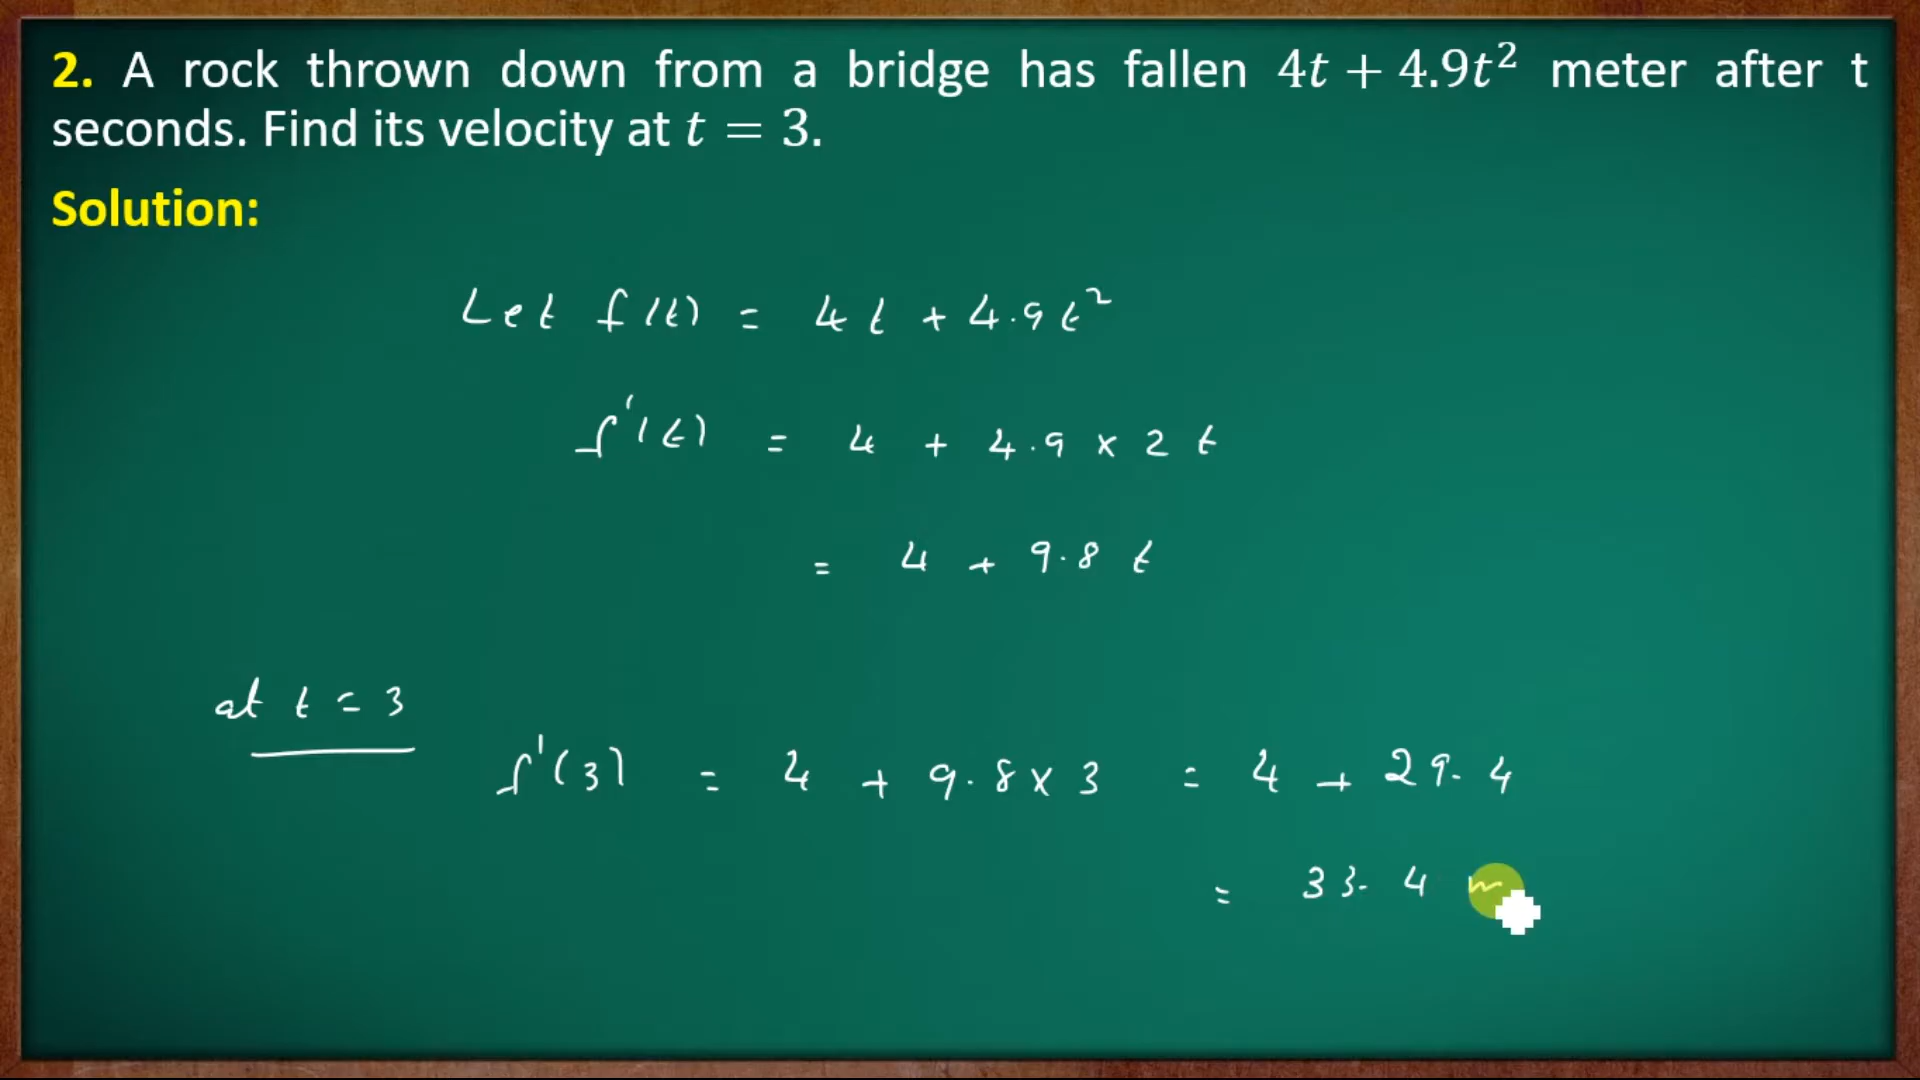 2. A rock thrown down from a bridge has fallen 4t + 4.9t² meter after t
seconds. Find its velocity at t = 3.
Solution:
Let f(t) = 4t + 4.9t²
f'(t) = 4 + 4.9 × 2t
= 4 + 9.8t
at t = 3
f'(3) = 4 + 9.8 × 3 = 4 + 29.4
= 33.4 m